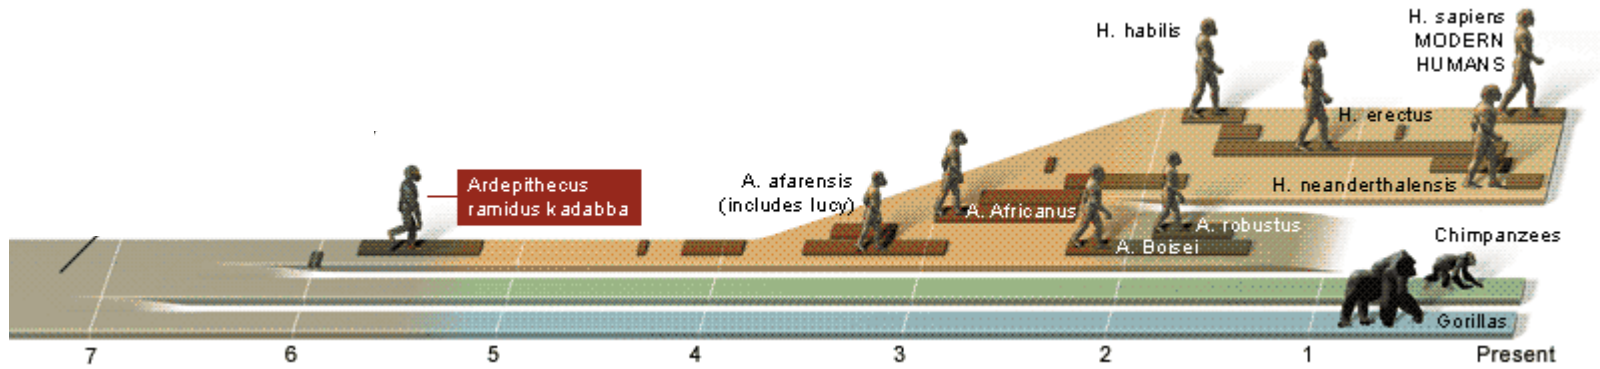 H. habilis
H. sapiens
MODERN
HUMANS
H. erectus
Ardepithecus
ramidus kadabba
A. afarensis
(includes lucy)
H. neanderthalensis
A. Africanus
A. robustus
A. Boisei
Chimpanzees
Gorillas
7 6 5 4 3 2 1 Present